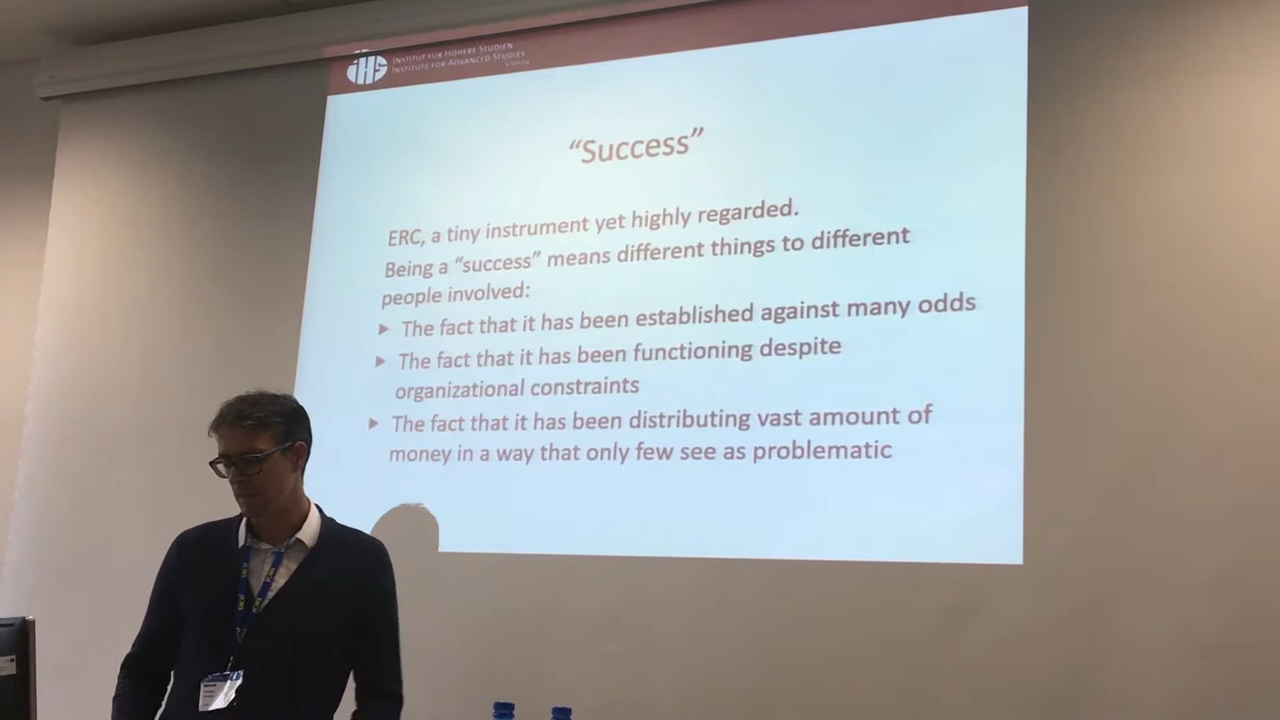 IHS
INSTITUT FÜR HÖHERE STUDIEN
INSTITUTE FOR ADVANCED STUDIES
Vienna
“Success”
ERC, a tiny instrument yet highly regarded.
Being a “success” means different things to different
people involved:
The fact that it has been established against many odds
The fact that it has been functioning despite
organizational constraints
The fact that it has been distributing vast amount of
money in a way that only few see as problematic